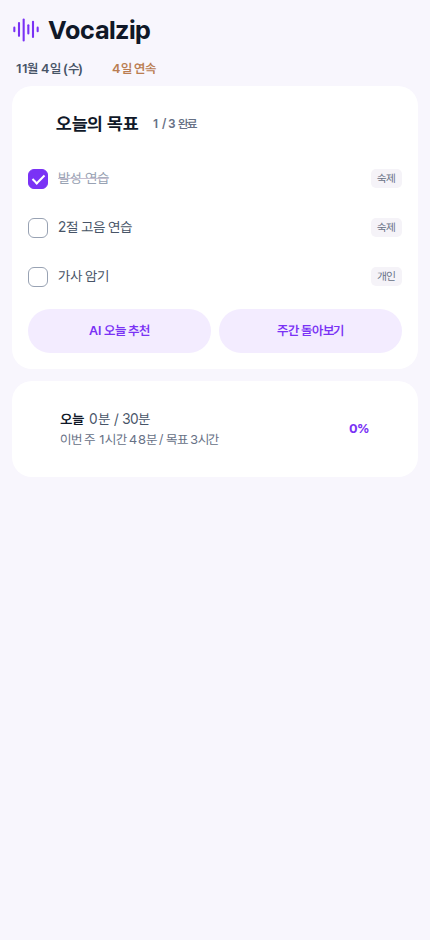 Vocalzip
11월 4일 (수) 4일 연속
오늘의 목표 1 / 3 완료
발성 연습 숙제
2절 고음 연습 숙제
가사 암기 개인
AI 오늘 추천 주간 돌아보기
오늘 0분 / 30분
이번 주 1시간 48분 / 목표 3시간
0%